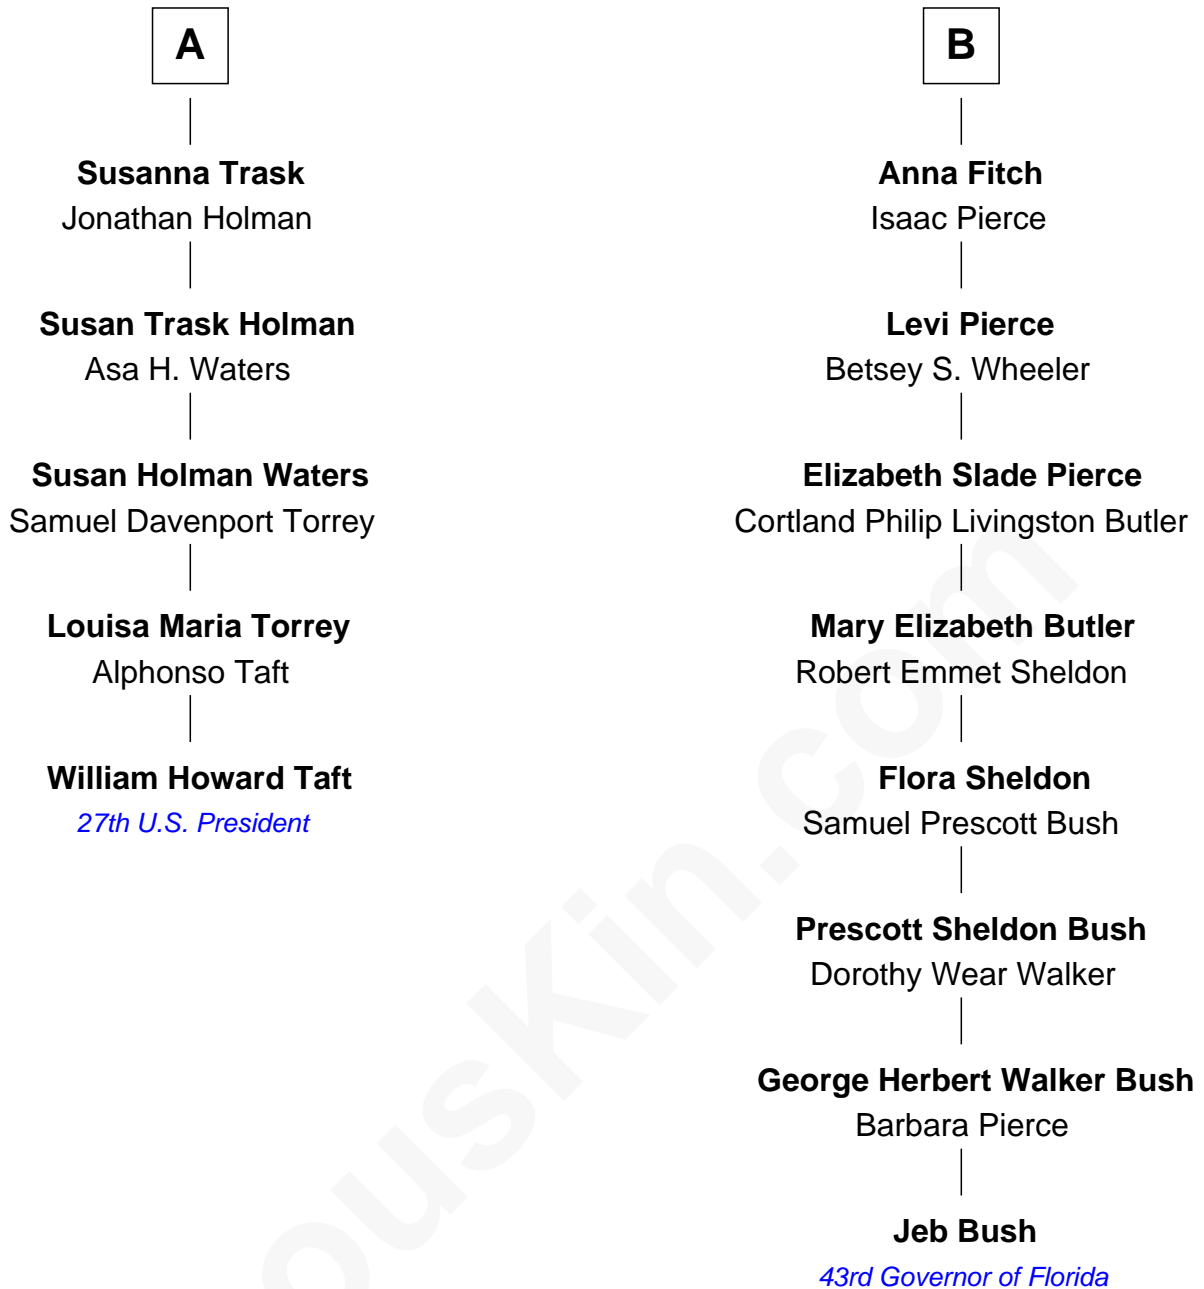 A
Susanna Trask
Jonathan Holman
Susan Trask Holman
Asa H. Waters
Susan Holman Waters
Samuel Davenport Torrey
Louisa Maria Torrey
Alphonso Taft
William Howard Taft
27th U.S. President
B
Anna Fitch
Isaac Pierce
Levi Pierce
Betsey S. Wheeler
Elizabeth Slade Pierce
Cortland Philip Livingston Butler
Mary Elizabeth Butler
Robert Emmet Sheldon
Flora Sheldon
Samuel Prescott Bush
Prescott Sheldon Bush
Dorothy Wear Walker
George Herbert Walker Bush
Barbara Pierce
Jeb Bush
43rd Governor of Florida
ousKin.com